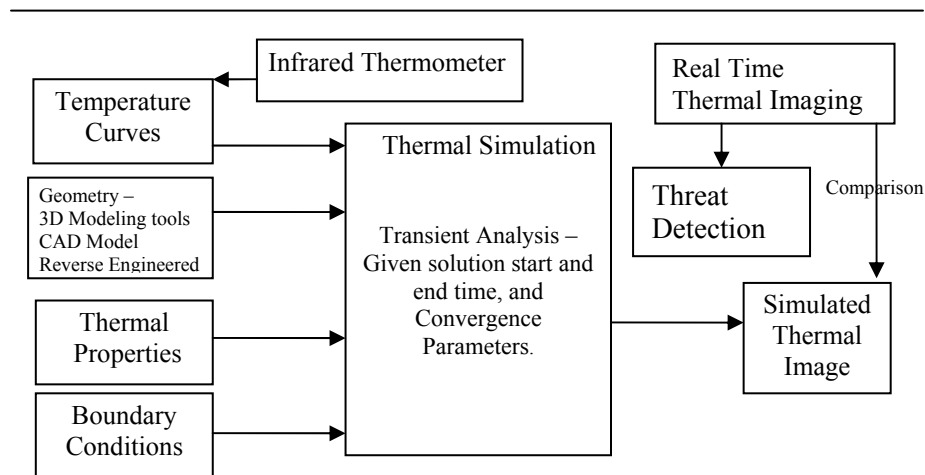 Infrared Thermometer
Real Time
Thermal Imaging
Temperature
Curves
Thermal Simulation
Geometry –
3D Modeling tools
CAD Model
Reverse Engineered
Transient Analysis –
Given solution start and
end time, and
Convergence
Parameters.
Threat
Detection
Comparison
Thermal
Properties
Simulated
Thermal
Image
Boundary
Conditions